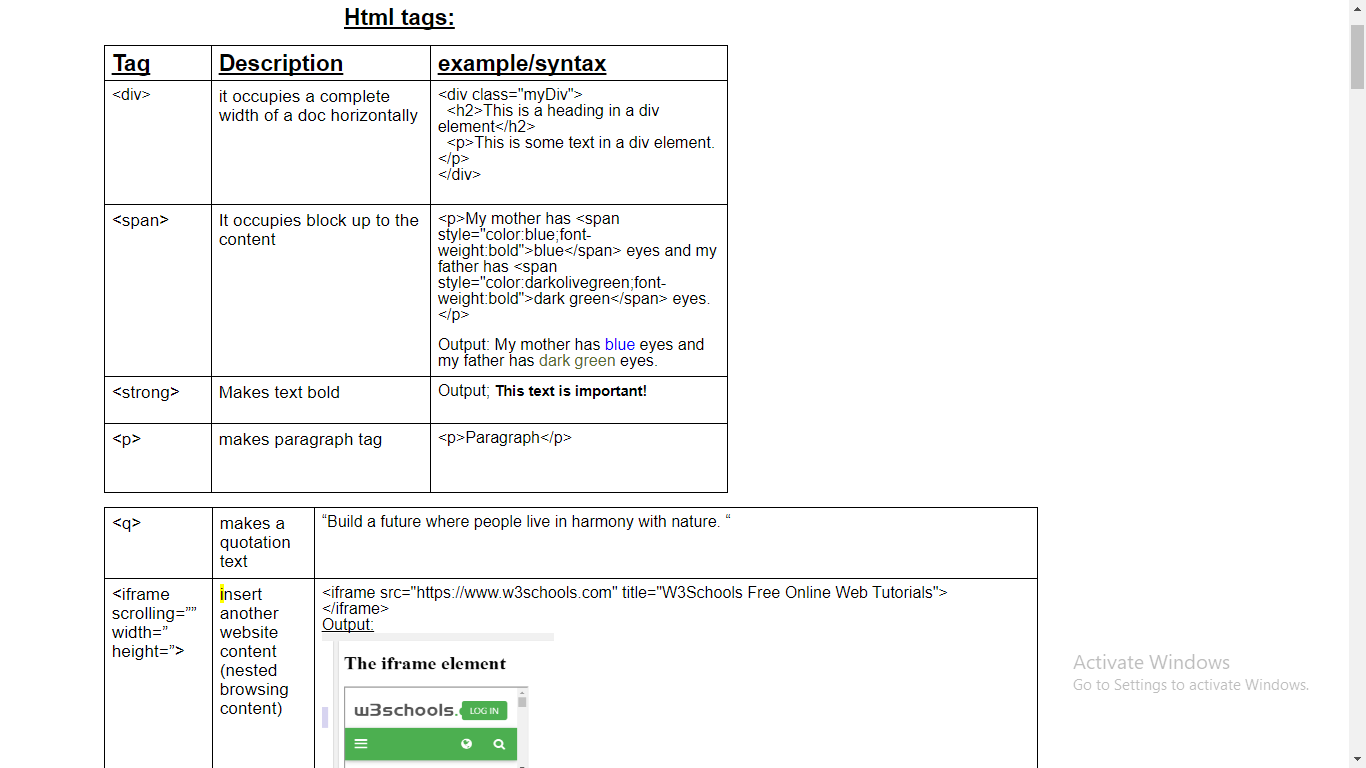 Html tags:
Tag
Description
example/syntax
<div>
it occupies a complete
width of a doc horizontally
<div class="myDiv">
<h2>This is a heading in a div
element</h2>
<p>This is some text in a div element.
</p>
</div>
<span>
It occupies block up to the
content
<p>My mother has <span
style="color:blue;font-
weight:bold">blue</span> eyes and my
father has <span
style="color:darkolivegreen;font-
weight:bold">dark green</span> eyes.
</p>
Output: My mother has blue eyes and
my father has dark green eyes.
<strong>
Makes text bold
Output; This text is important!
<p>
makes paragraph tag
<p>Paragraph</p>
<q>
makes a
quotation
text
“Build a future where people live in harmony with nature. “
<iframe
scrolling=””
width=”
height=”>
insert
another
website
content
(nested
browsing
content)
<iframe src="https://www.w3schools.com" title="W3Schools Free Online Web Tutorials">
</iframe>
Output:
The iframe element
w3schools.
LOG IN
Activate Windows
Go to Settings to activate Windows.